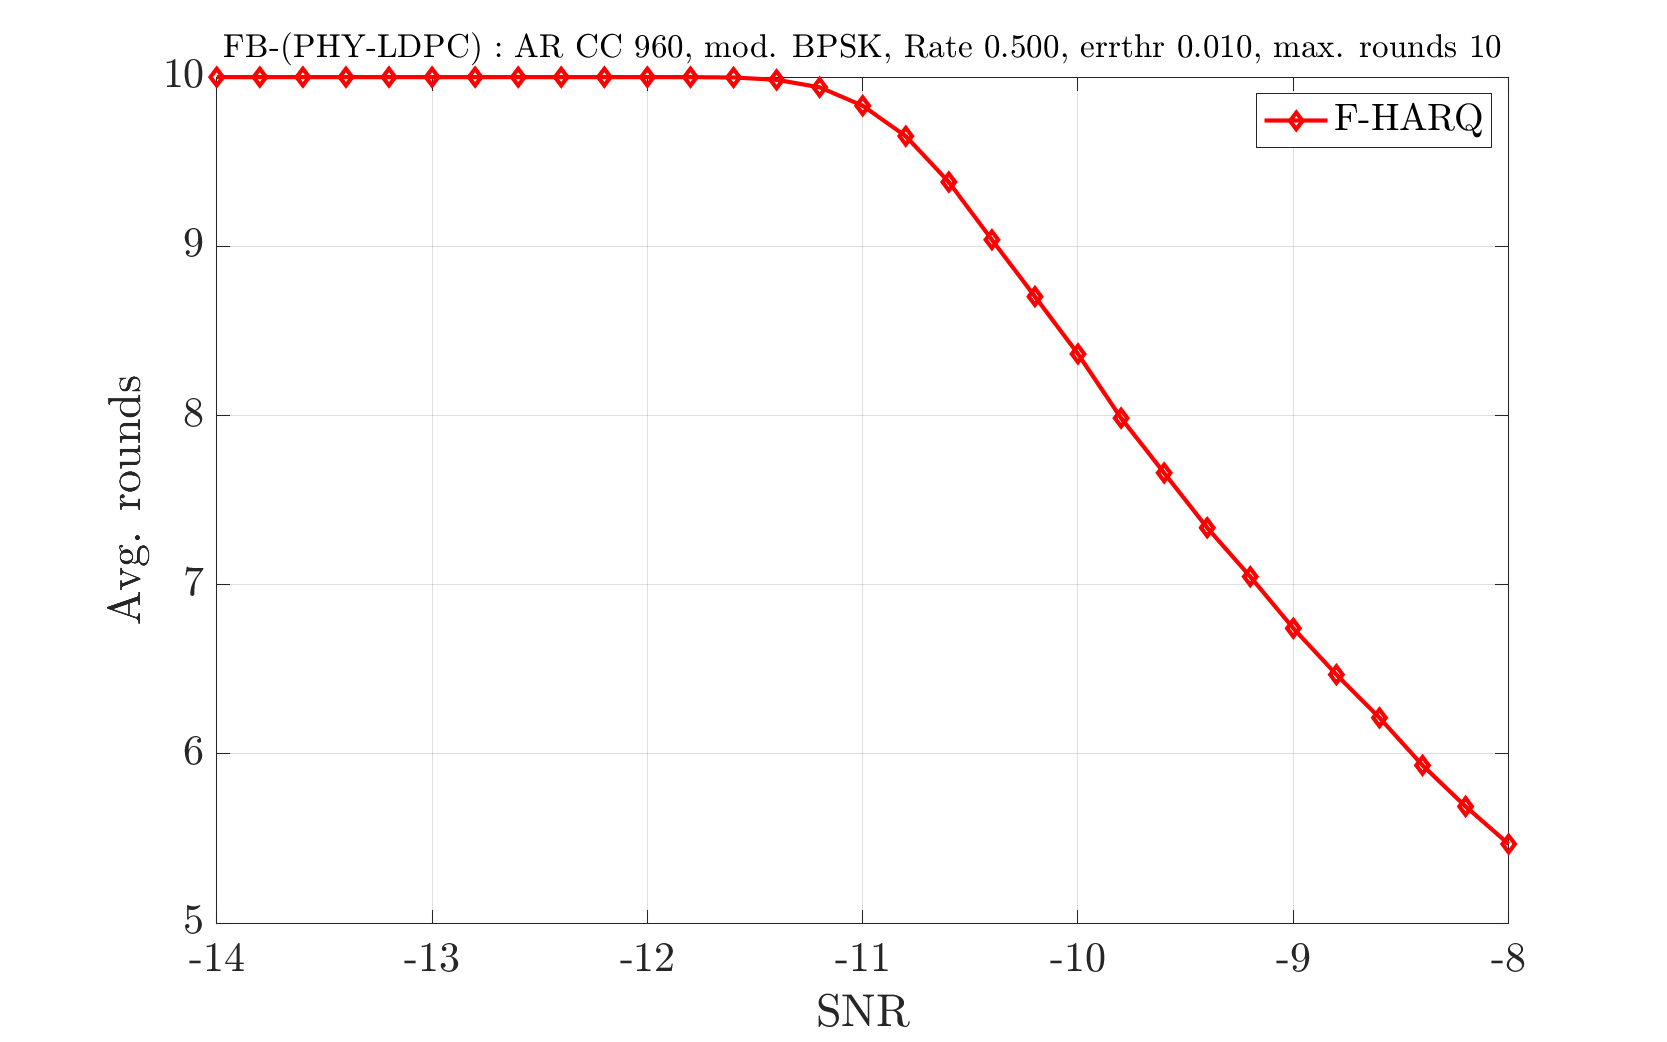 FB-(PHY-LDPC) : AR CC 960, mod. BPSK, Rate 0.500, errthr 0.010, max. rounds 10
F-HARQ
Avg. rounds
10
9
8
7
6
5
-14 -13 -12 -11 -10 -9 -8
SNR